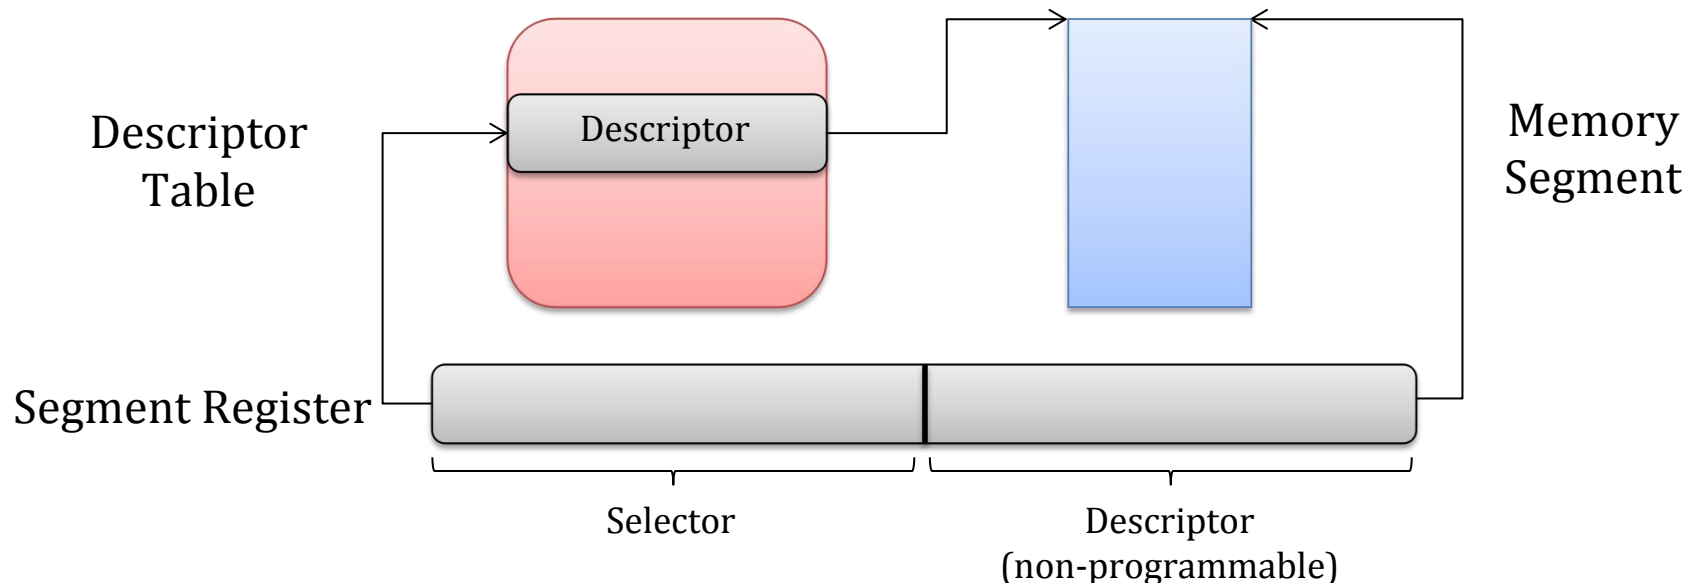 Descriptor
Table
Descriptor
Memory
Segment
Segment Register
Selector
Descriptor
(non-programmable)